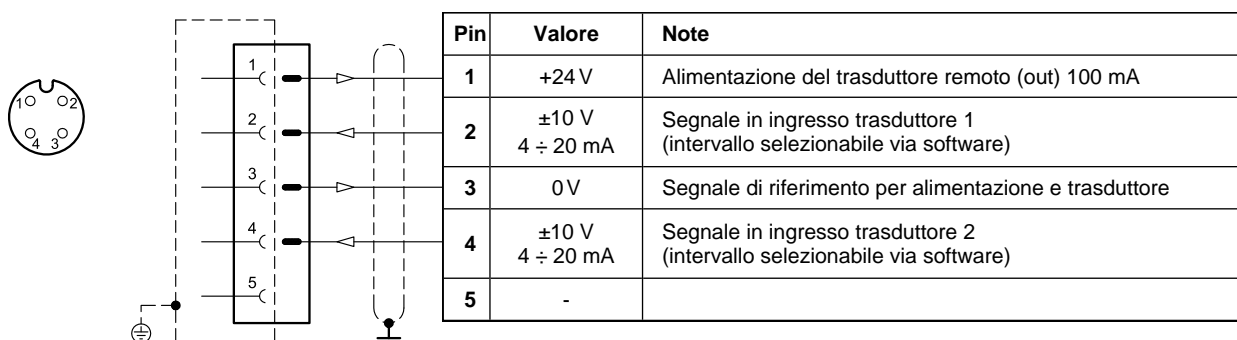 1 2
4 3
1
2
3
4
5
Pin Valore Note
1 +24 V Alimentazione del trasduttore remoto (out) 100 mA
2 ±10 V Segnale in ingresso trasduttore 1
4 ÷ 20 mA (intervallo selezionabile via software)
3 0 V Segnale di riferimento per alimentazione e trasduttore
4 ±10 V Segnale in ingresso trasduttore 2
4 ÷ 20 mA (intervallo selezionabile via software)
5 -